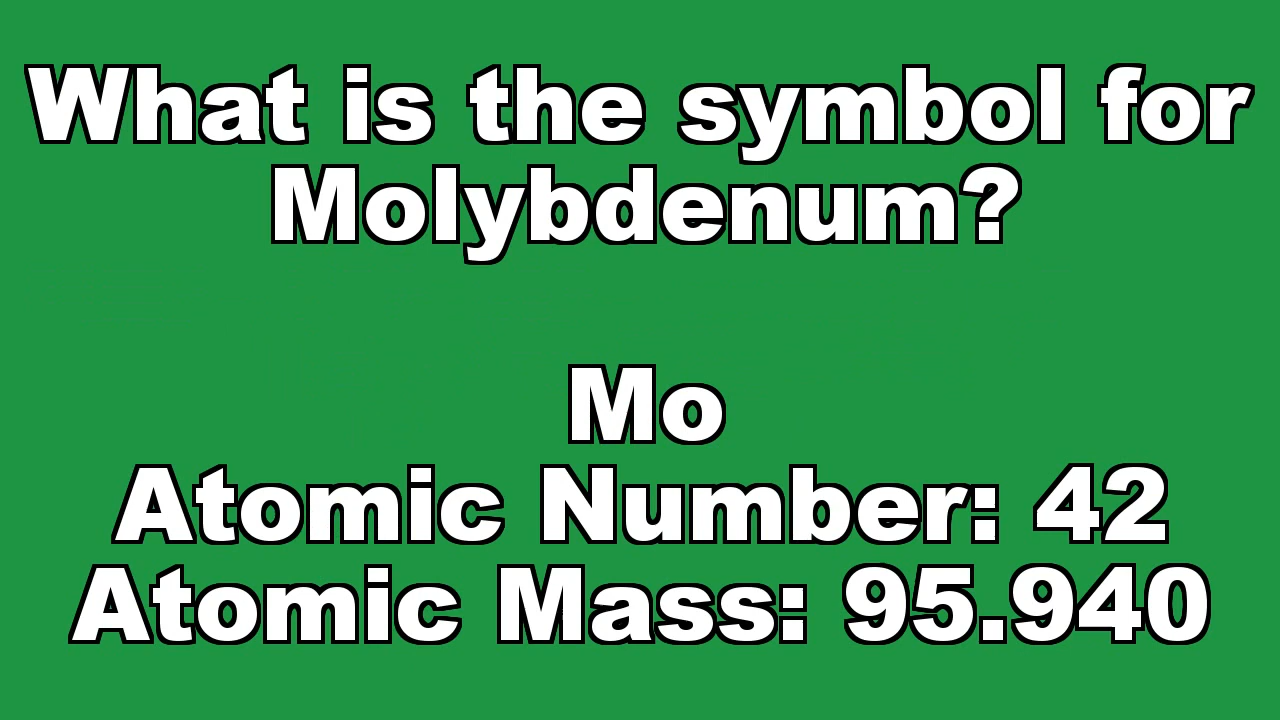 What is the symbol for
Molybdenum?
Mo
Atomic Number: 42
Atomic Mass: 95.940